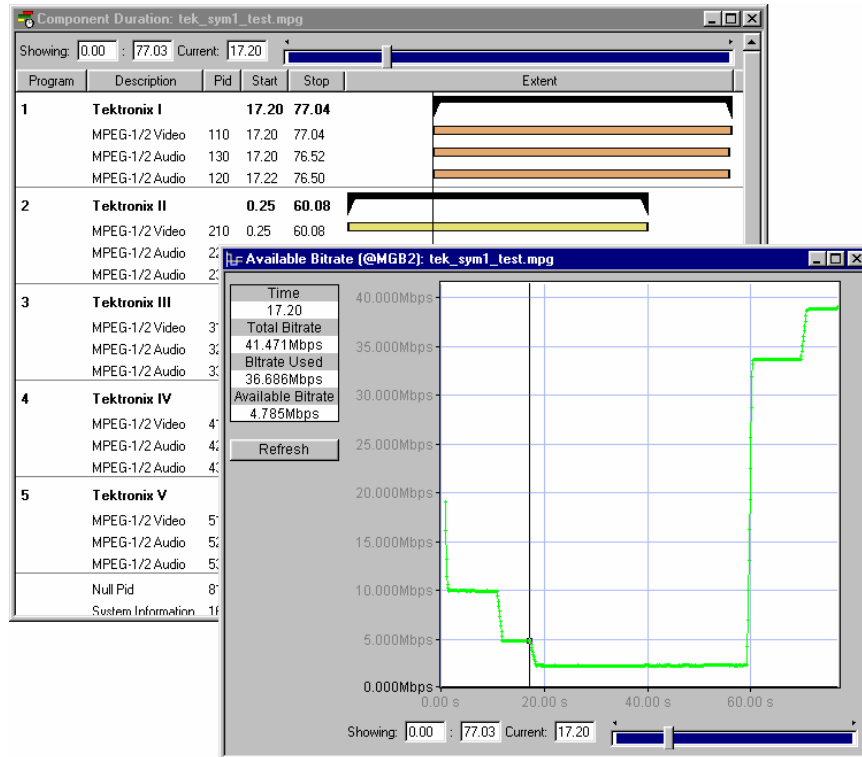 Component Duration: tek_sym1_test.mpg
Showing: 0.00 : 77.03 Current: 17.20
Program Description Pid Start Stop Extent
1 Tektronix I 17.20 77.04
MPEG-1/2 Video 110 17.20 77.04
MPEG-1/2 Audio 130 17.20 76.52
MPEG-1/2 Audio 120 17.22 76.50
2 Tektronix II 0.25 60.08
MPEG-1/2 Video 210 0.25 60.08
MPEG-1/2 Audio
MPEG-1/2 Audio
3 Tektronix III
MPEG-1/2 Video
MPEG-1/2 Audio
MPEG-1/2 Audio
4 Tektronix IV
MPEG-1/2 Video
MPEG-1/2 Audio
MPEG-1/2 Audio
5 Tektronix V
MPEG-1/2 Video
MPEG-1/2 Audio
MPEG-1/2 Audio
Null Pid
System Information
Available Bitrate (@MGB2): tek_sym1_test.mpg
Time
17.20
Total Bitrate
41.471Mbps
BItrate Used
36.686Mbps
Available Bitrate
4.785Mbps
Refresh
40.000Mbps
35.000Mbps
30.000Mbps
25.000Mbps
20.000Mbps
15.000Mbps
10.000Mbps
5.000Mbps
0.000Mbps
0.00 s 20.00 s 40.00 s 60.00 s
Showing: 0.00 : 77.03 Current: 17.20